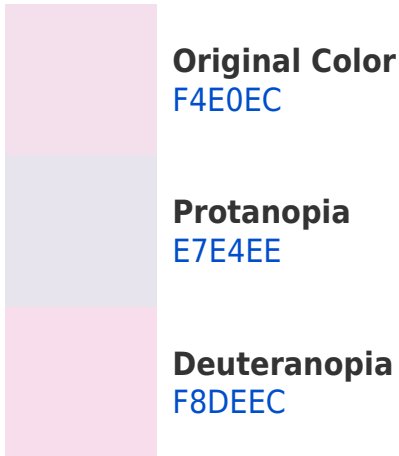 Original Color
F4E0EC
Protanopia
E7E4EE
Deuteranopia
F8DEEC